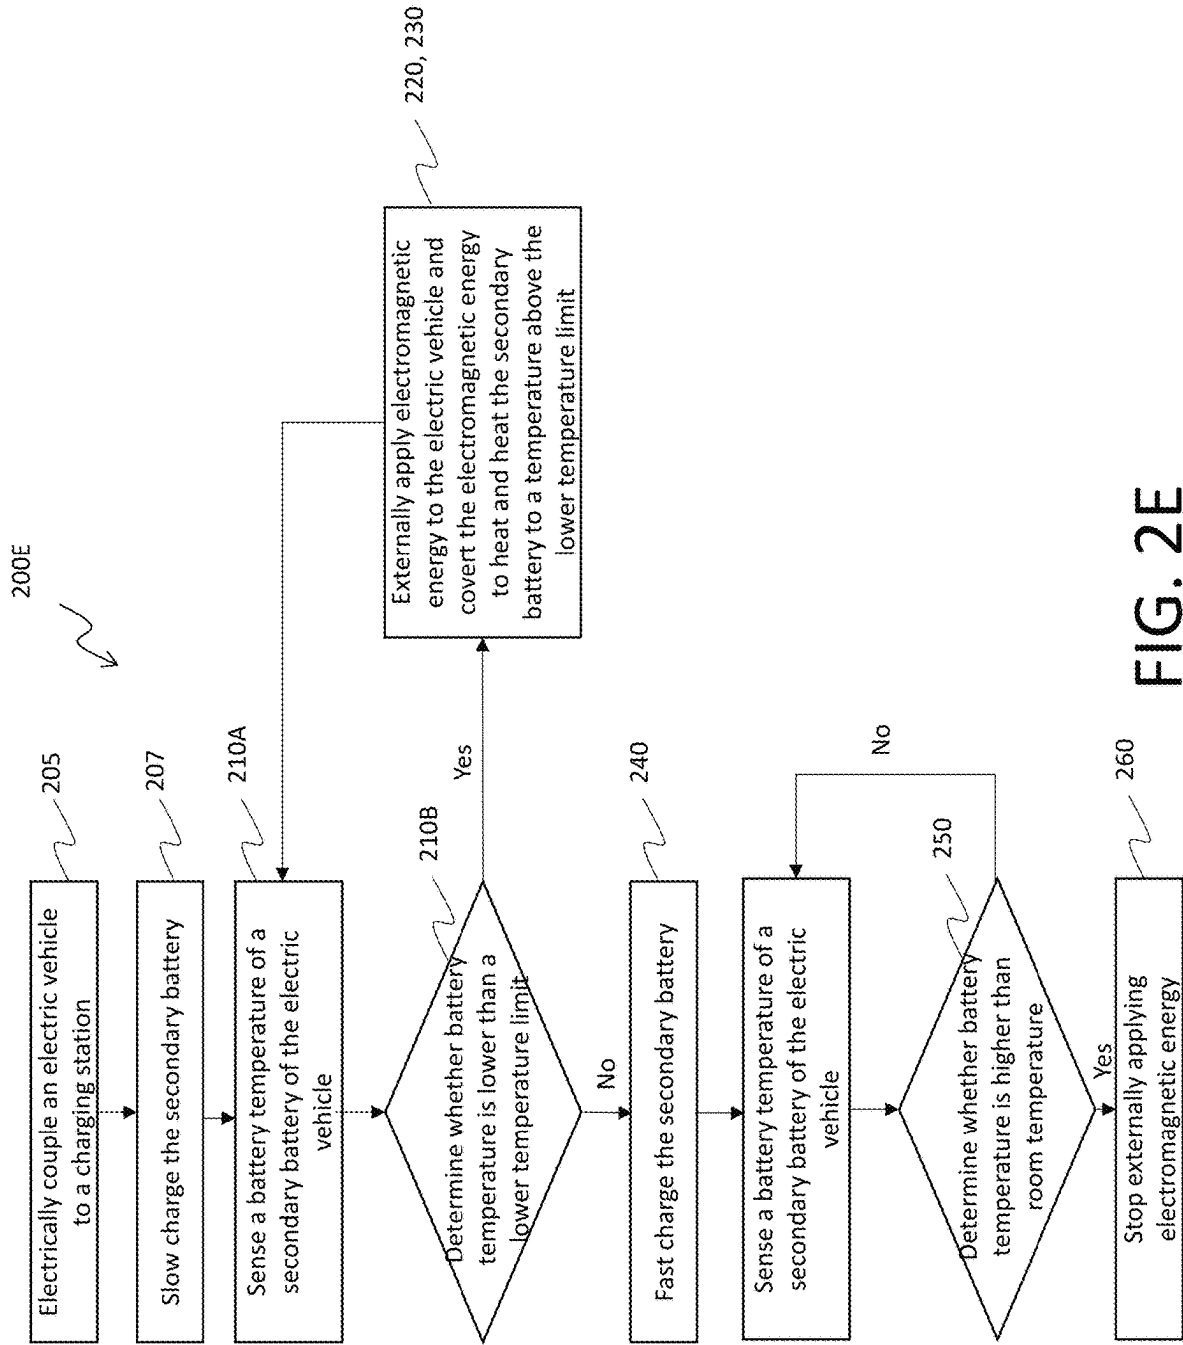 200E
Electrically couple an electric vehicle
to a charging station
205
Slow charge the secondary battery
207
Sense a battery temperature of a
secondary battery of the electric
vehicle
210A
Determine whether battery
temperature is lower than a
lower temperature limit
210B
Yes
Externally apply electromagnetic
energy to the electric vehicle and
covert the electromagnetic energy
to heat and heat the secondary
battery to a temperature above the
lower temperature limit
220, 230
No
Fast charge the secondary battery
240
Sense a battery temperature of a
secondary battery of the electric
vehicle
No
Determine whether battery
temperature is higher than
room temperature
250
Yes
Stop externally applying
electromagnetic energy
260
FIG. 2E